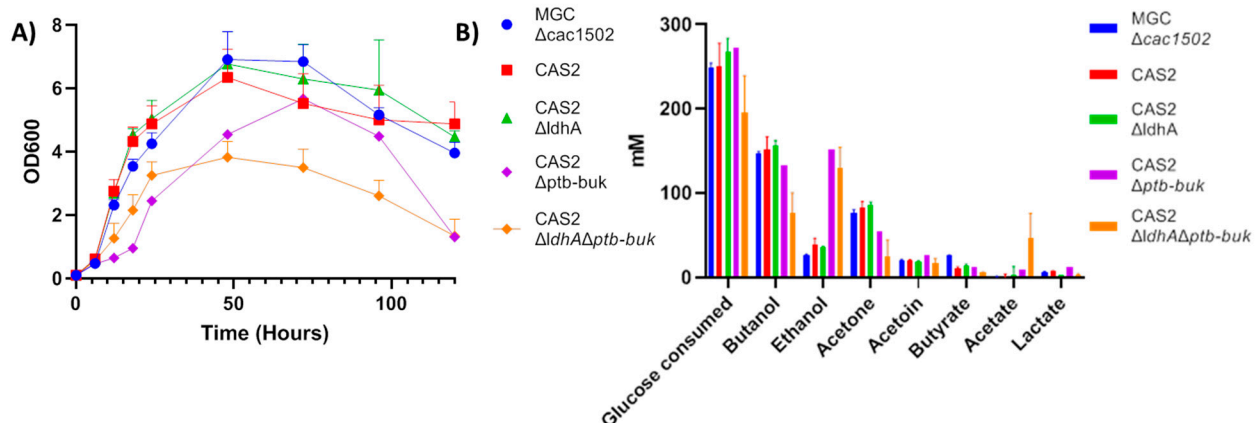 A)
8
6
4
2
0
OD600
0
50
100
Time (Hours)
MGC
Δcac1502
CAS2
CAS2
ΔldhA
CAS2
Δptb-buk
CAS2
ΔldhAΔptb-buk
B)
300
200
100
0
mM
Glucose consumed
Butanol
Ethanol
Acetone
Acetoin
Butyrate
Acetate
Lactate
MGC
Δcac1502
CAS2
CAS2
ΔldhA
CAS2
Δptb-buk
CAS2
ΔldhAΔptb-buk